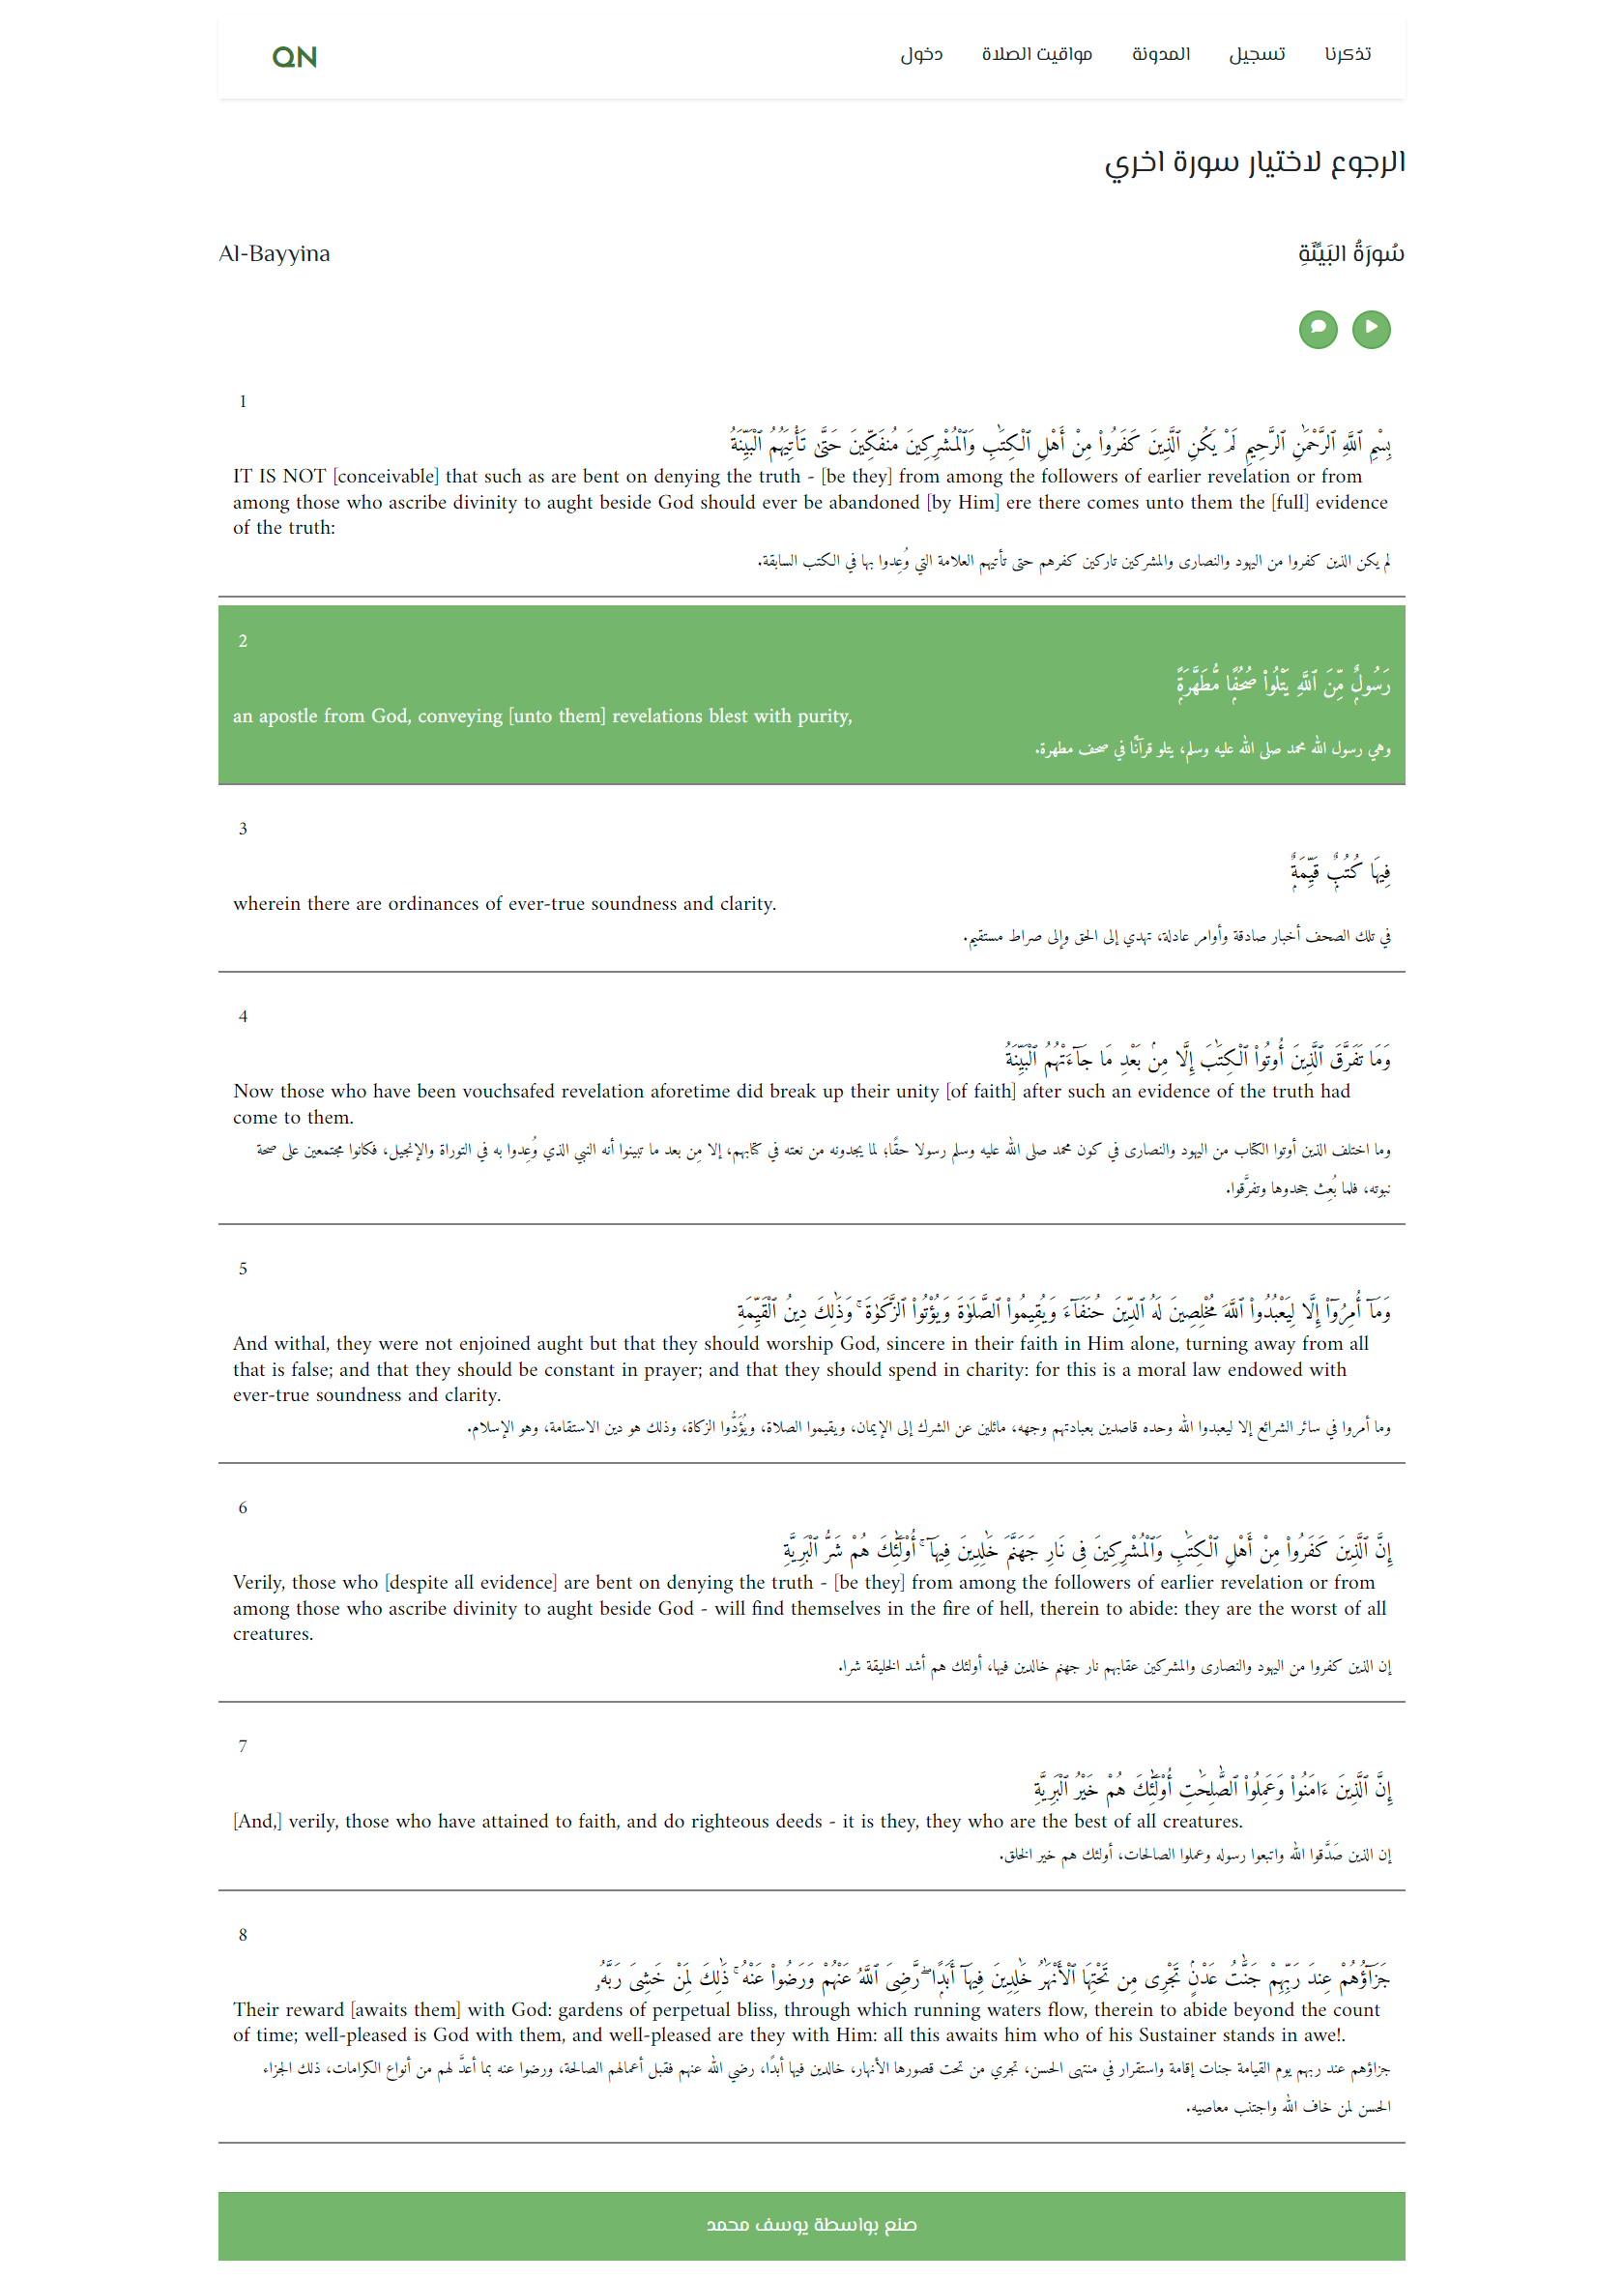 تذكرنا تسجيل المدونة مواقيت الصلاة دخول QN
الرجوع لاختيار سورة اخري
سُورَةُ البَيِّنَةِ Al-Bayyina
1
بِسْمِ ٱللَّهِ ٱلرَّحْمَٰنِ ٱلرَّحِيمِ لَمْ يَكُنِ ٱلَّذِينَ كَفَرُوا۟ مِنْ أَهْلِ ٱلْكِتَٰبِ وَٱلْمُشْرِكِينَ مُنفَكِّينَ حَتَّىٰ تَأْتِيَهُمُ ٱلْبَيِّنَةُ
IT IS NOT [conceivable] that such as are bent on denying the truth - [be they] from among the followers of earlier revelation or from
among those who ascribe divinity to aught beside God should ever be abandoned [by Him] ere there comes unto them the [full] evidence
of the truth:
لم يكن الذين كفروا من اليهود والنصارى والمشركين تاركين كفرهم حتى تأتيهم العلامة التي وُعِدوا بها في الكتب السابقة.
2
رَسُولٌۭ مِّنَ ٱللَّهِ يَتْلُوا۟ صُحُفًۭا مُّطَهَّرَةًۭ
an apostle from God, conveying [unto them] revelations blest with purity,
وهي رسول الله محمد صلى الله عليه وسلم، يتلو قرآنًا في صحف مطهرة.
3
فِيهَا كُتُبٌۭ قَيِّمَةٌۭ
wherein there are ordinances of ever-true soundness and clarity.
في تلك الصحف أخبار صادقة وأوامر عادلة، تهدي إلى الحق وإلى صراط مستقيم.
4
وَمَا تَفَرَّقَ ٱلَّذِينَ أُوتُوا۟ ٱلْكِتَٰبَ إِلَّا مِنۢ بَعْدِ مَا جَآءَتْهُمُ ٱلْبَيِّنَةُ
Now those who have been vouchsafed revelation aforetime did break up their unity [of faith] after such an evidence of the truth had
come to them.
وما اختلف الذين أوتوا الكتاب من اليهود والنصارى في كون محمد صلى الله عليه وسلم رسولا حقًا؛ لما يجدونه من نعته في كتابهم، إلا مِن بعد ما تبينوا أنه النبي الذي وُعِدوا به في التوراة والإنجيل، فكانوا مجتمعين على صحة
نبوته، فلما بُعِث جحدوها وتفرَّقوا.
5
وَمَآ أُمِرُوٓا۟ إِلَّا لِيَعْبُدُوا۟ ٱللَّهَ مُخْلِصِينَ لَهُ ٱلدِّينَ حُنَفَآءَ وَيُقِيمُوا۟ ٱلصَّلَوٰةَ وَيُؤْتُوا۟ ٱلزَّكَوٰةَ ۚ وَذَٰلِكَ دِينُ ٱلْقَيِّمَةِ
And withal, they were not enjoined aught but that they should worship God, sincere in their faith in Him alone, turning away from all
that is false; and that they should be constant in prayer; and that they should spend in charity: for this is a moral law endowed with
ever-true soundness and clarity.
وما أمروا في سائر الشرائع إلا ليعبدوا الله وحده قاصدين بعبادتهم وجهه، مائلين عن الشرك إلى الإيمان، ويقيموا الصلاة، ويُؤَدُّوا الزكاة، وذلك هو دين الاستقامة، وهو الإسلام.
6
إِنَّ ٱلَّذِينَ كَفَرُوا۟ مِنْ أَهْلِ ٱلْكِتَٰبِ وَٱلْمُشْرِكِينَ فِى نَارِ جَهَنَّمَ خَٰلِدِينَ فِيهَآ ۚ أُو۟لَٰٓئِكَ هُمْ شَرُّ ٱلْبَرِيَّةِ
Verily, those who [despite all evidence] are bent on denying the truth - [be they] from among the followers of earlier revelation or from
among those who ascribe divinity to aught beside God - will find themselves in the fire of hell, therein to abide: they are the worst of all
creatures.
إن الذين كفروا من اليهود والنصارى والمشركين عقابهم نار جهنم خالدين فيها، أولئك هم أشد الخليقة شرا.
7
إِنَّ ٱلَّذِينَ ءَامَنُوا۟ وَعَمِلُوا۟ ٱلصَّٰلِحَٰتِ أُو۟لَٰٓئِكَ هُمْ خَيْرُ ٱلْبَرِيَّةِ
[And,] verily, those who have attained to faith, and do righteous deeds - it is they, they who are the best of all creatures.
إن الذين صَدَّقوا الله واتبعوا رسوله وعملوا الصالحات، أولئك هم خير الخلق.
8
جَزَآؤُهُمْ عِندَ رَبِّهِمْ جَنَّٰتُ عَدْنٍۢ تَجْرِى مِن تَحْتِهَا ٱلْأَنْهَٰرُ خَٰلِدِينَ فِيهَآ أَبَدًۭا ۖ رَّضِىَ ٱللَّهُ عَنْهُمْ وَرَضُوا۟ عَنْهُ ۚ ذَٰلِكَ لِمَنْ خَشِىَ رَبَّهُۥ
Their reward [awaits them] with God: gardens of perpetual bliss, through which running waters flow, therein to abide beyond the count
of time; well-pleased is God with them, and well-pleased are they with Him: all this awaits him who of his Sustainer stands in awe!.
جزاؤهم عند ربهم يوم القيامة جنات إقامة واستقرار في منتهى الحسن، تجري من تحت قصورها الأنهار، خالدين فيها أبدًا، رضي الله عنهم فقبل أعمالهم الصالحة، ورضوا عنه بما أعدَّ لهم من أنواع الكرامات، ذلك الجزاء
الحسن لمن خاف الله واجتنب معاصيه.
صنع بواسطة يوسف محمد